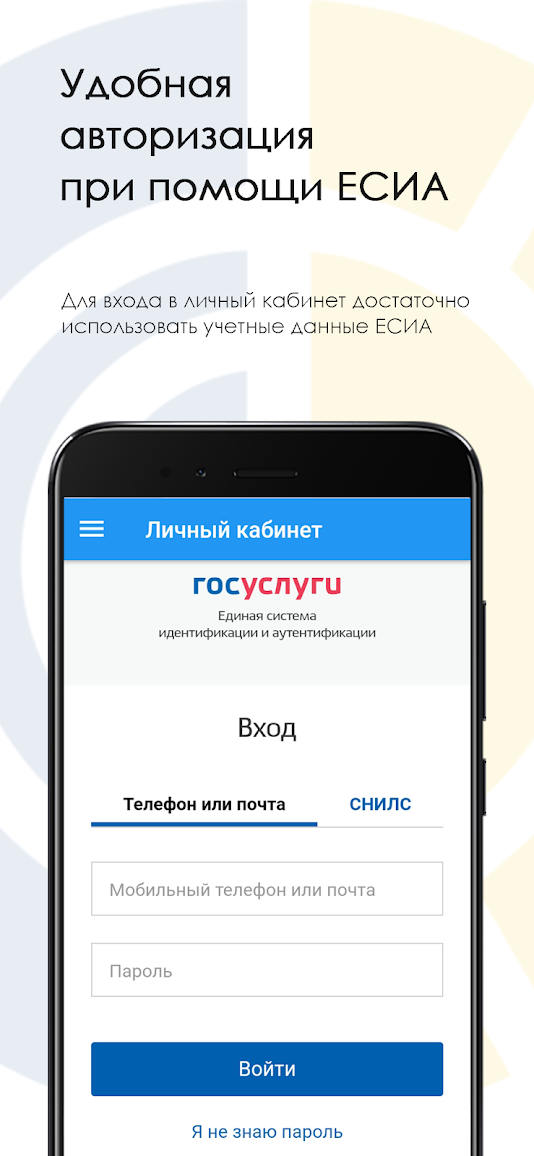 Удобная
авторизация
при помощи ЕСИА
Для входа в личный кабинет достаточно
использовать учетные данные ЕСИА
Личный кабинет
госуслуги
Единая система
идентификации и аутентификации
Вход
Телефон или почта СНИЛС
Мобильный телефон или почта
Пароль
Войти
Я не знаю пароль